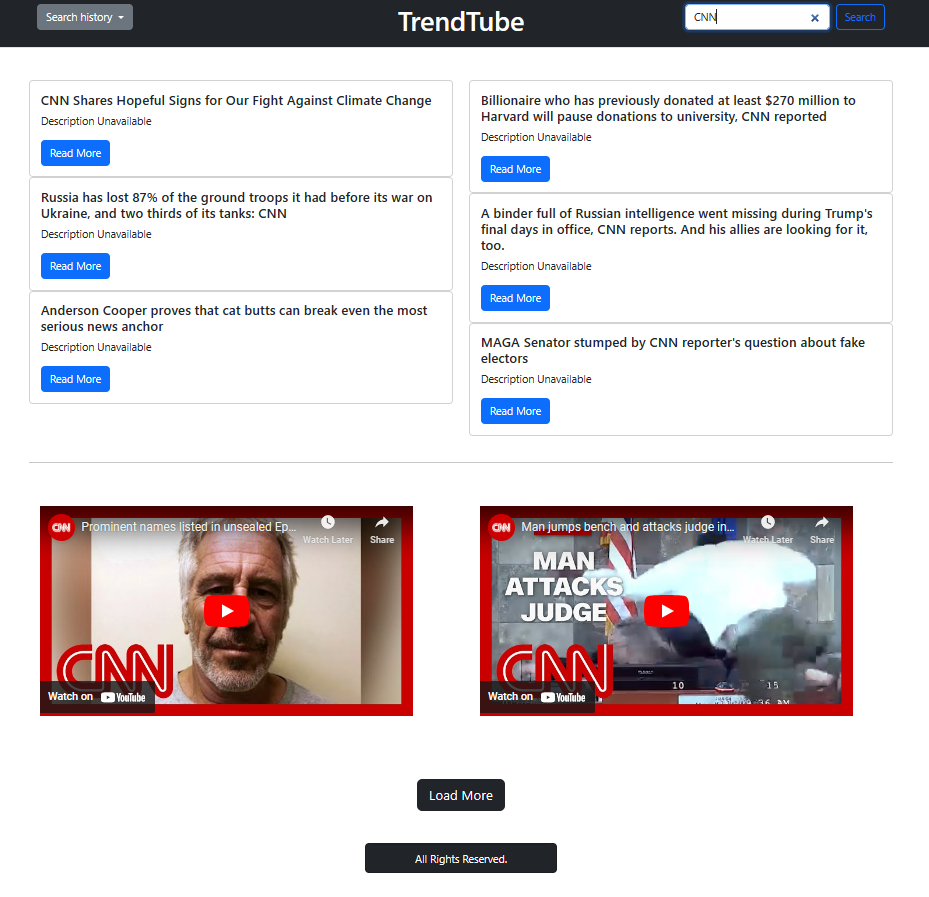 Search history
TrendTube
CNN
Search
CNN Shares Hopeful Signs for Our Fight Against Climate Change
Description Unavailable
Read More
Russia has lost 87% of the ground troops it had before its war on
Ukraine, and two thirds of its tanks: CNN
Description Unavailable
Read More
Anderson Cooper proves that cat butts can break even the most
serious news anchor
Description Unavailable
Read More
Billionaire who has previously donated at least $270 million to
Harvard will pause donations to university, CNN reported
Description Unavailable
Read More
A binder full of Russian intelligence went missing during Trump's
final days in office, CNN reports. And his allies are looking for it,
too.
Description Unavailable
Read More
MAGA Senator stumped by CNN reporter's question about fake
electors
Description Unavailable
Read More
CNN
Prominent names listed in unsealed Ep...
Watch Later
Share
CNN
Watch on YouTube
CNN
Man jumps bench and attacks judge in...
Watch Later
Share
MAN
ATTACKS
JUDGE
CNN
10 15
AM
Watch on YouTube
Load More
All Rights Reserved.